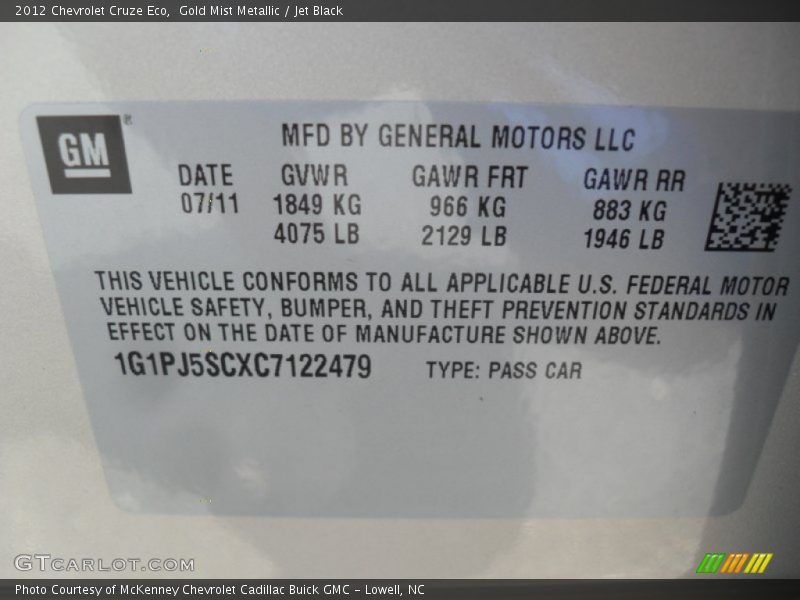 2012 Chevrolet Cruze Eco,  Gold Mist Metallic / Jet Black
GM®
MFD BY GENERAL MOTORS LLC
DATE GVWR GAWR FRT GAWR RR
07/11 1849 KG 966 KG 883 KG
4075 LB 2129 LB 1946 LB
THIS VEHICLE CONFORMS TO ALL APPLICABLE U.S. FEDERAL MOTOR
VEHICLE SAFETY, BUMPER, AND THEFT PREVENTION STANDARDS IN
EFFECT ON THE DATE OF MANUFACTURE SHOWN ABOVE.
1G1PJ5SCXC7122479 TYPE: PASS CAR
GTCARLOT.COM
Photo Courtesy of McKenney Chevrolet Cadillac Buick GMC - Lowell, NC